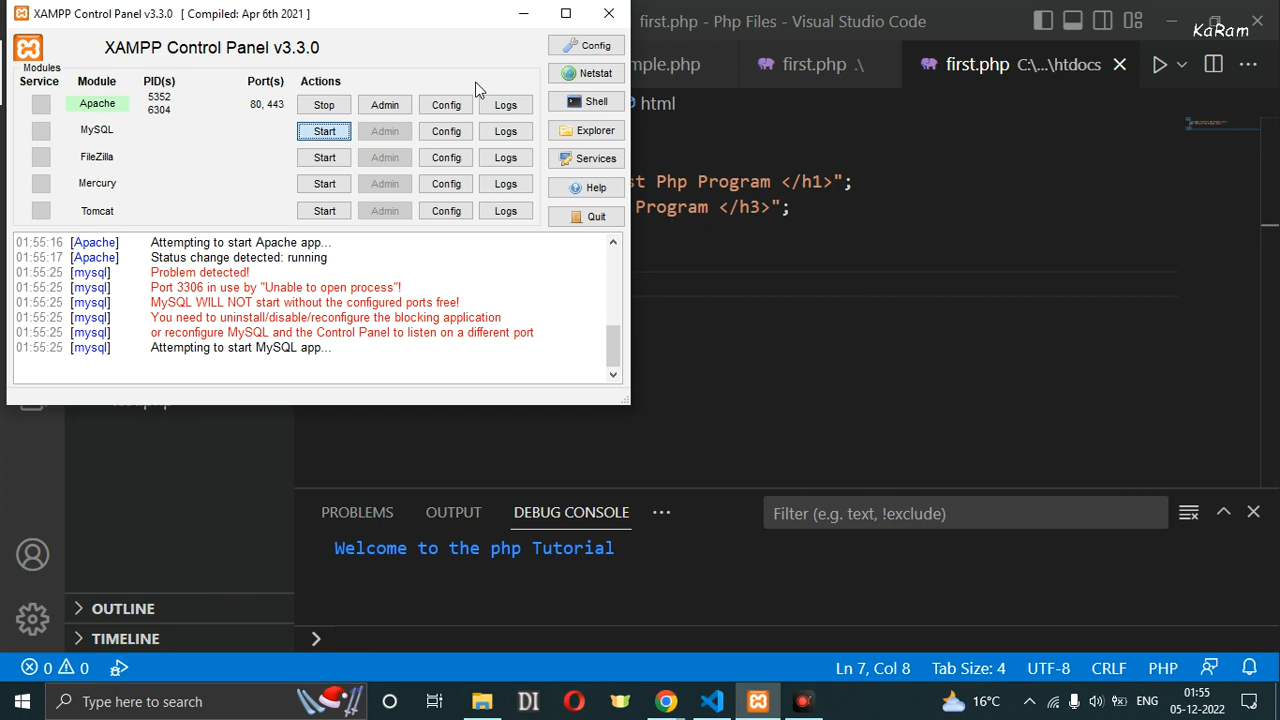 XAMPP Control Panel v3.3.0 [ Compiled: Apr 6th 2021 ]
first.php - Php Files - Visual Studio Code
KaRam
XAMPP Control Panel v3.3.0
Config
Modules
Service Module PID(s) Port(s) Actions
Netstat
mple.php first.php .\ first.php C:\...\htdocs
Apache 5352 80, 443 Stop Admin Config Logs
6304
Shell
html
MySQL Start Admin Config Logs
Explorer
FileZilla Start Admin Config Logs
Services
Mercury Start Admin Config Logs
Help
st Php Program </h1>";
Tomcat Start Admin Config Logs
Quit
Program </h3>";
01:55:16 [Apache] Attempting to start Apache app...
01:55:17 [Apache] Status change detected: running
01:55:25 [mysql] Problem detected!
01:55:25 [mysql] Port 3306 in use by "Unable to open process"!
01:55:25 [mysql] MySQL WILL NOT start without the configured ports free!
01:55:25 [mysql] You need to uninstall/disable/reconfigure the blocking application
01:55:25 [mysql] or reconfigure MySQL and the Control Panel to listen on a different port
01:55:25 [mysql] Attempting to start MySQL app...
PROBLEMS OUTPUT DEBUG CONSOLE ··· Filter (e.g. text, !exclude)
Welcome to the php Tutorial
OUTLINE
TIMELINE
0 0 Ln 7, Col 8 Tab Size: 4 UTF-8 CRLF PHP
Type here to search DI 16°C ENG 01:55
05-12-2022